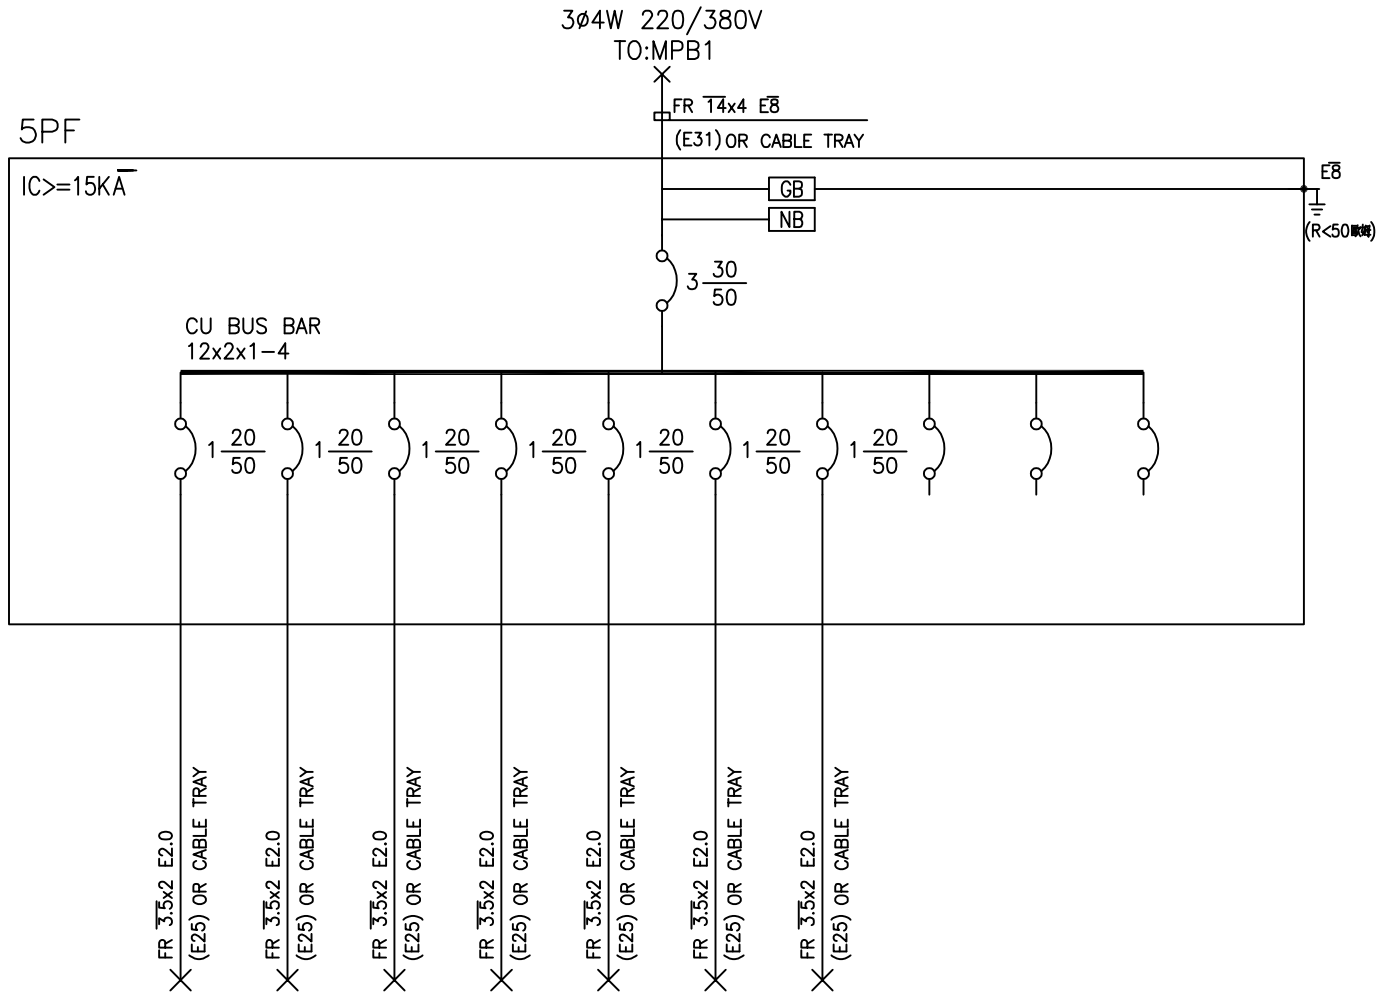 3ø4W 220/380V
TO:MPB1
FR 14x4 E8
(E31) OR CABLE TRAY
5PF
IC>=15KA
GB
E8
NB
(R<50
3 30/50
CU BUS BAR
12x2x1-4
1 20/50
1 20/50
1 20/50
1 20/50
1 20/50
1 20/50
1 20/50
FR 3.5x2 E2.0
(E25) OR CABLE TRAY
FR 3.5x2 E2.0
(E25) OR CABLE TRAY
FR 3.5x2 E2.0
(E25) OR CABLE TRAY
FR 3.5x2 E2.0
(E25) OR CABLE TRAY
FR 3.5x2 E2.0
(E25) OR CABLE TRAY
FR 3.5x2 E2.0
(E25) OR CABLE TRAY
FR 3.5x2 E2.0
(E25) OR CABLE TRAY